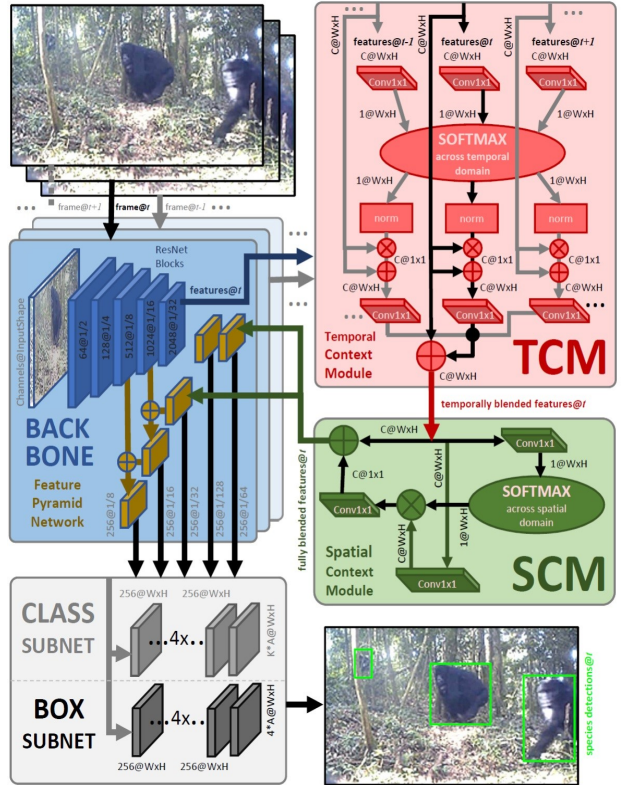 frame@t+1
frame@t
frame@t-1
...
...
ResNet
Blocks
features@t
Channels@InputShape
64@1/2
128@1/4
512@1/8
1024@1/16
2048@1/32
BACK
BONE
Feature
Pyramid
Network
256@1/8
256@1/16
256@1/32
256@1/128
256@1/64
C@WxH
features@t-1
C@WxH
C@WxH
features@t
C@WxH
C@WxH
features@t+1
C@WxH
Conv1x1
Conv1x1
Conv1x1
1@WxH
1@WxH
1@WxH
SOFTMAX
across temporal
domain
1@WxH
1@WxH
1@WxH
...
norm
norm
norm
C@1x1
C@1x1
C@1x1
C@WxH
C@WxH
C@WxH
...
Conv1x1
Conv1x1
Conv1x1
...
Temporal
Context
Module
C@WxH
TCM
temporally blended features@t
C@WxH
Conv1x1
C@WxH
1@WxH
C@1x1
SOFTMAX
across spatial
domain
Conv1x1
1@WxH
C@WxH
Conv1x1
Spatial
Context
Module
SCM
fully blended features@t
CLASS
SUBNET
256@WxH
256@WxH
...4x..
K*A@WxH
BOX
SUBNET
...4x..
4*A@WxH
256@WxH
256@WxH
species detections@t